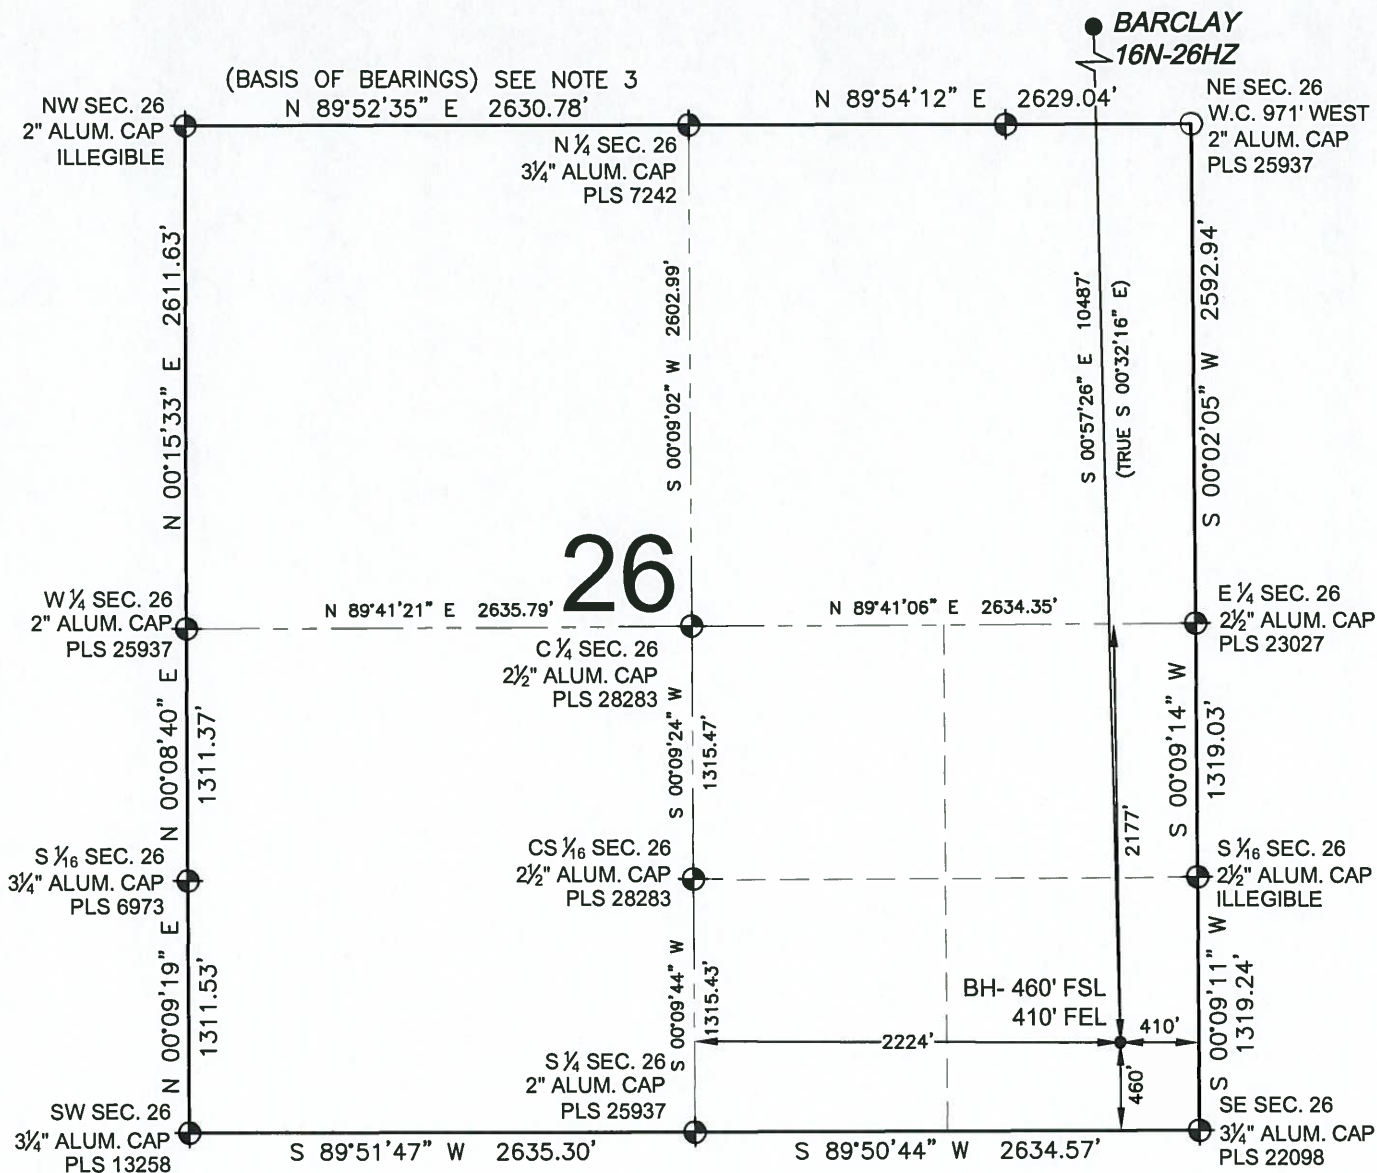 BARCLAY
16N-26HZ
(BASIS OF BEARINGS) SEE NOTE 3
N 89°52'35" E 2630.78'
N 89°54'12" E 2629.04'
NW SEC. 26
2" ALUM. CAP
ILLEGIBLE
N ¼ SEC. 26
3¼" ALUM. CAP
PLS 7242
NE SEC. 26
W.C. 971' WEST
2" ALUM. CAP
PLS 25937
N 00°15'33" E 2611.63'
S 00°09'02" W 2602.99'
S 00°57'26" E 10487'
(TRUE S 00°32'16" E)
S 00°02'05" W 2592.94'
26
W ¼ SEC. 26
2" ALUM. CAP
PLS 25937
N 89°41'21" E 2635.79'
N 89°41'06" E 2634.35'
C ¼ SEC. 26
2½" ALUM. CAP
PLS 28283
E ¼ SEC. 26
2½" ALUM. CAP
PLS 23027
N 00°08'40" E
1311.37'
S 00°09'24" W
1315.47'
2177'
S 00°09'14" W
1319.03'
S 1/16 SEC. 26
3¼" ALUM. CAP
PLS 6973
CS 1/16 SEC. 26
2½" ALUM. CAP
PLS 28283
S 1/16 SEC. 26
2½" ALUM. CAP
ILLEGIBLE
N 00°09'19" E
1311.53'
S 00°09'44" W
1315.43'
BH- 460' FSL
410' FEL
2224'
410'
460'
S 00°09'11" W
1319.24'
SW SEC. 26
3¼" ALUM. CAP
PLS 13258
S ¼ SEC. 26
2" ALUM. CAP
PLS 25937
SE SEC. 26
3¼" ALUM. CAP
PLS 22098
S 89°51'47" W 2635.30'
S 89°50'44" W 2634.57'